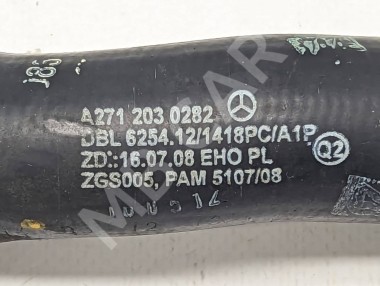 A271 203 0282
DBL 6254.12/1418PC/A1P
ZD:16.07.08 EHO PL
Q2
ZGS005, PAM 5107/08